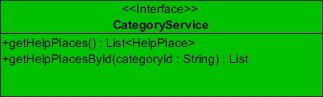 <<Interface>>
CategoryService
+getHelpPlaces() : List<HelpPlace>
+getHelpPlacesById(categoryId : String) : List